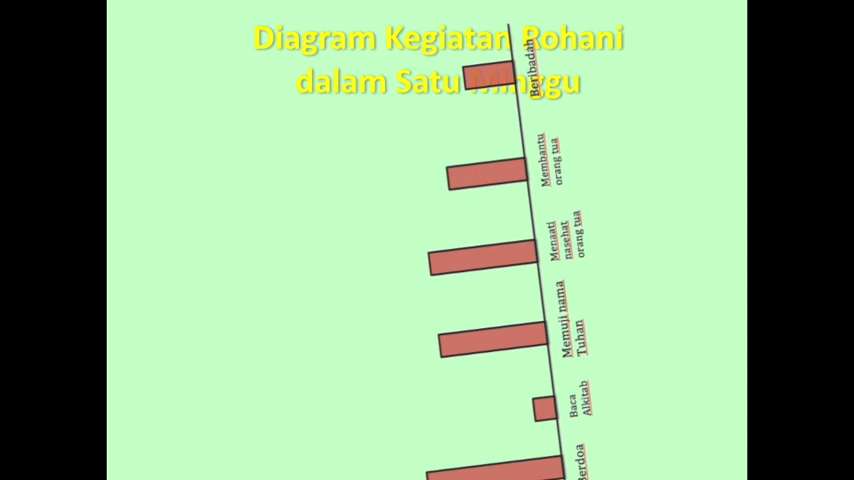 Diagram Kegiatan Rohani
dalam Satu Minggu
Beribadah
Membantu
orang tua
Menaati
nasehat
orang tua
Memuji nama
Tuhan
Baca
Alkitab
Berdoa